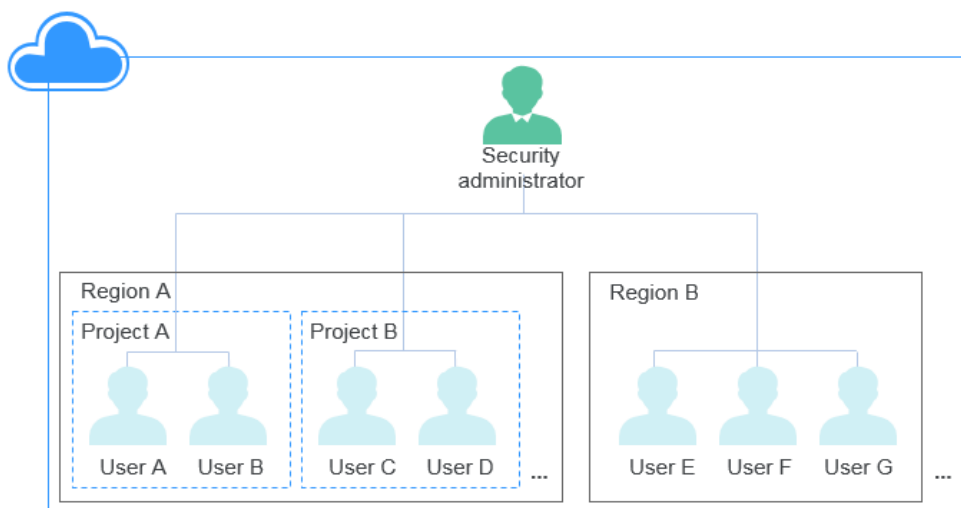 Security
administrator
Region A
Region B
Project A
Project B
User A
User B
User C
User D
...
User E
User F
User G
...